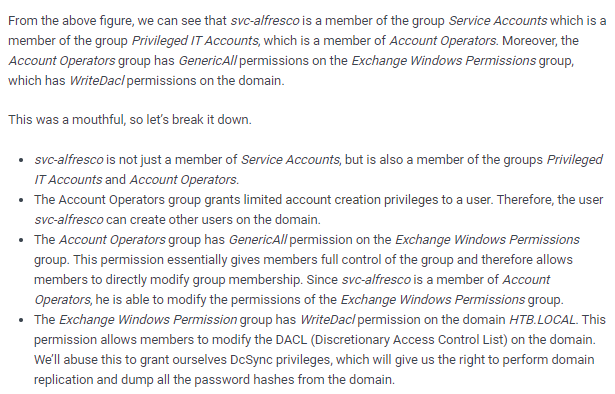 From the above figure, we can see that svc-alfresco is a member of the group Service Accounts which is a
member of the group Privileged IT Accounts, which is a member of Account Operators. Moreover, the
Account Operators group has GenericAll permissions on the Exchange Windows Permissions group,
which has WriteDacl permissions on the domain.
This was a mouthful, so let's break it down.
• svc-alfresco is not just a member of Service Accounts, but is also a member of the groups Privileged
IT Accounts and Account Operators.
• The Account Operators group grants limited account creation privileges to a user. Therefore, the user
svc-alfresco can create other users on the domain.
• The Account Operators group has GenericAll permission on the Exchange Windows Permissions
group. This permission essentially gives members full control of the group and therefore allows
members to directly modify group membership. Since svc-alfresco is a member of Account
Operators, he is able to modify the permissions of the Exchange Windows Permissions group.
• The Exchange Windows Permission group has WriteDacl permission on the domain HTB.LOCAL. This
permission allows members to modify the DACL (Discretionary Access Control List) on the domain.
We'll abuse this to grant ourselves DcSync privileges, which will give us the right to perform domain
replication and dump all the password hashes from the domain.